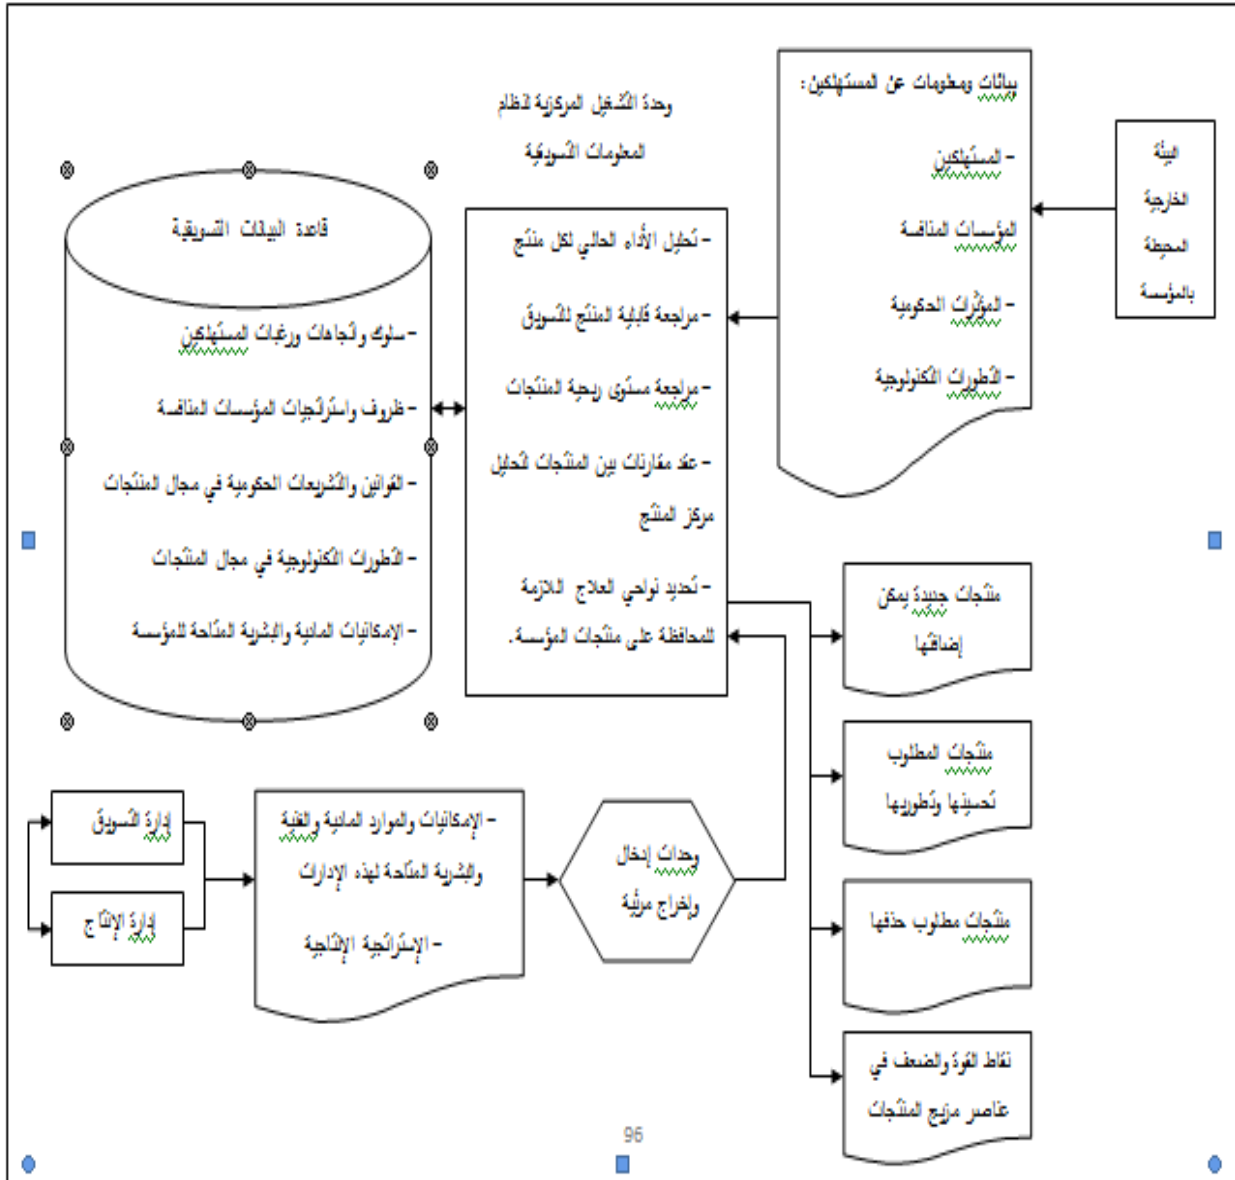 بيانات ومعلومات عن المستهلكين:
- المستهلكين
المؤسسات المنافسة
- المؤثرات الحكومية
- التطورات التكنولوجية
البيئة
الخارجية
المحيطة
بالمؤسسة
وحدة التشغيل المركزية لنظام
المعلومات التسويقية
- تحليل الأداء الحالي لكل منتج
- مراجعة قابلية المنتج للتسويق
- مراجعة مستوى ربحية المنتجات
- عقد مقارنات بين المنتجات لتحليل
مركز المنتج
- تحديد نواحي العلاج اللازمة
للمحافظة على منتجات المؤسسة.
قاعدة البيانات التسويقية
- سلوك واتجاهات ورغبات المستهلكين
- ظروف واستراتجيات المؤسسات المنافسة
- القوانين والتشريعات الحكومية في مجال المنتجات
- التطورات التكنولوجية في مجال المنتجات
- الإمكانيات المادية والبشرية المتاحة للمؤسسة
منتجات جديدة يمكن
إضافتها
منتجات المطلوب
تحسينها وتطويرها
منتجات مطلوب حذفها
نقاط القوة والضعف في
عناصر مزيج المنتجات
وحدات إدخال
وإخراج مرئية
- الإمكانيات والموارد المادية والفنية
والبشرية المتاحة لهذه الإدارات
- الإستراتجية الإنتاجية
إدارة التسويق
إدارة الإنتاج
96